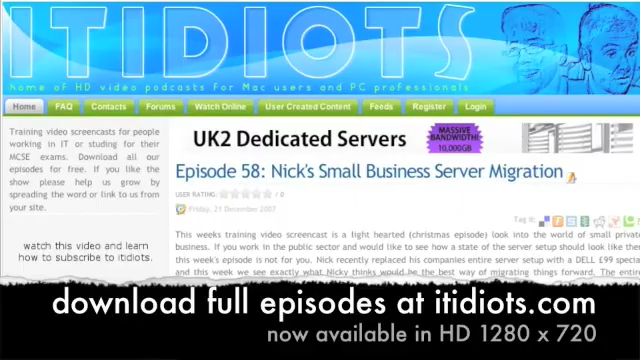 ITIDIOTS
home of HD video podcasts For Mac users and PC professionals
Home FAQ Contacts Forums Watch Online User Created Content Feeds Register Login
Training video screencasts for people
working in IT or studing for their
MCSE exams. Download all our
episodes for free. If you like the
show please help us grow by
spreading the word or link to us from
your site.
watch this video and learn
how to subscribe to itidiots.
UK2 Dedicated Servers
MASSIVE
BANDWIDTH!
10,000GB
Episode 58: Nick's Small Business Server Migration
USER RATING: / 0
Friday, 21 December 2007
Tag it:
This weeks training video screencast is a light hearted (christmas episode) look into the world of small private
business. If you work in the public sector and would like to see how a state of the server setup should look like the
this week's episode is not for you. Nick recently replaced his companies entire server setup with a DELL £99 specia
and this week we see exactly what Nicky thinks would be the best way of migrating things forward. The entire
download full episodes at itidiots.com
now available in HD 1280 x 720